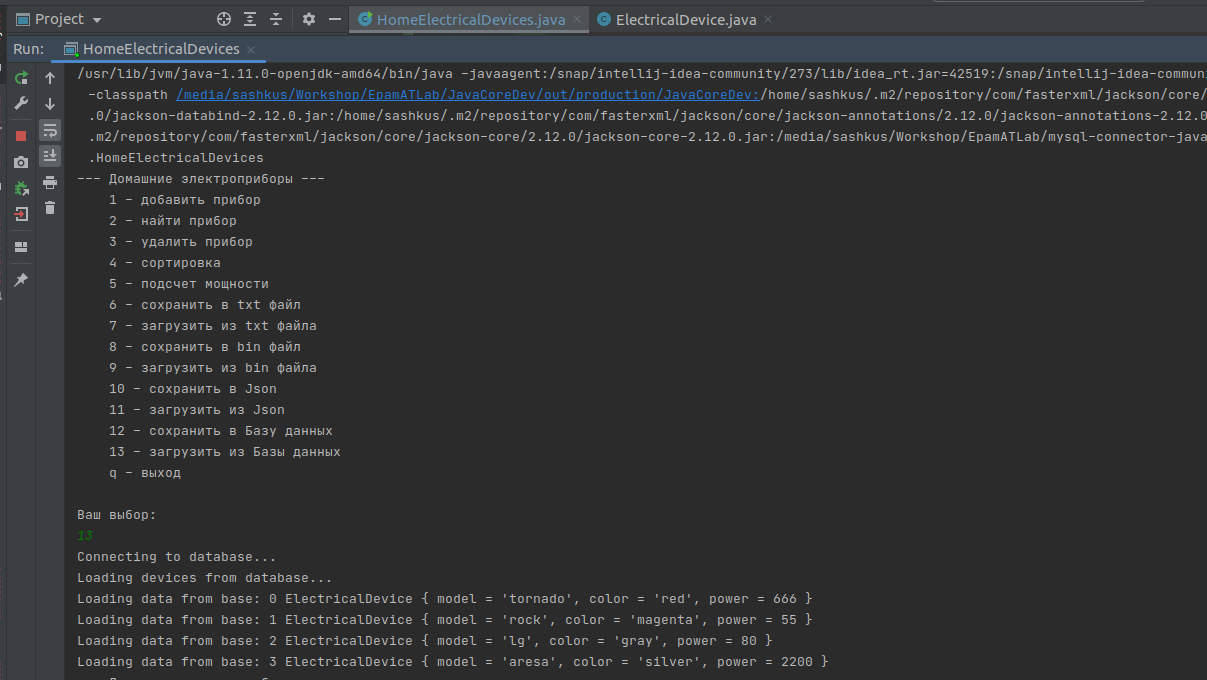 Project
HomeElectricalDevices.java
ElectricalDevice.java
Run:
HomeElectricalDevices
/usr/lib/jvm/java-1.11.0-openjdk-amd64/bin/java -javaagent:/snap/intellij-idea-community/273/lib/idea_rt.jar=42519:/snap/intellij-idea-commun
-classpath /media/sashkus/Workshop/EpamATLab/JavaCoreDev/out/production/JavaCoreDev:/home/sashkus/.m2/repository/com/fasterxml/jackson/core/
.0/jackson-databind-2.12.0.jar:/home/sashkus/.m2/repository/com/fasterxml/jackson/core/jackson-annotations/2.12.0/jackson-annotations-2.12.0
.m2/repository/com/fasterxml/jackson/core/jackson-core/2.12.0/jackson-core-2.12.0.jar:/media/sashkus/Workshop/EpamATLab/mysql-connector-java
.HomeElectricalDevices
--- Домашние электроприборы ---
1 - добавить прибор
2 - найти прибор
3 - удалить прибор
4 - сортировка
5 - подсчет мощности
6 - сохранить в txt файл
7 - загрузить из txt файла
8 - сохранить в bin файл
9 - загрузить из bin файла
10 - сохранить в Json
11 - загрузить из Json
12 - сохранить в Базу данных
13 - загрузить из Базы данных
q - выход
Ваш выбор:
13
Connecting to database...
Loading devices from database...
Loading data from base: 0 ElectricalDevice { model = 'tornado', color = 'red', power = 666 }
Loading data from base: 1 ElectricalDevice { model = 'rock', color = 'magenta', power = 55 }
Loading data from base: 2 ElectricalDevice { model = 'lg', color = 'gray', power = 80 }
Loading data from base: 3 ElectricalDevice { model = 'aresa', color = 'silver', power = 2200 }